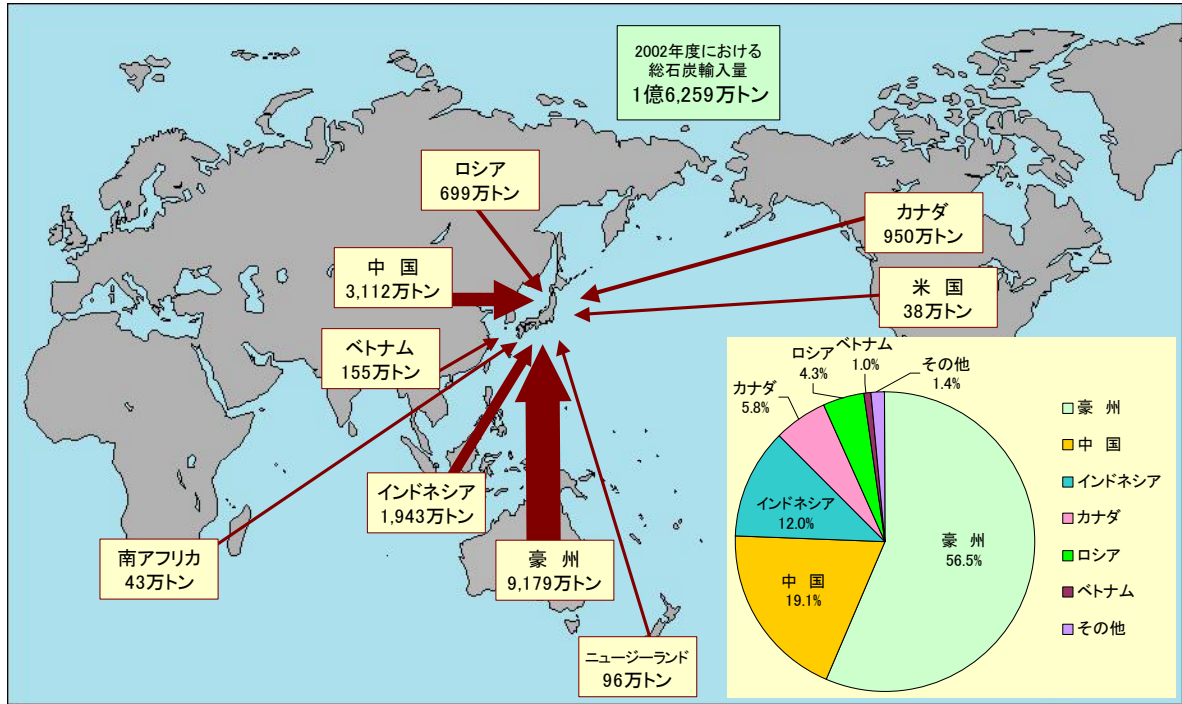 2002年度における
総石炭輸入量
1億6,259万トン
ロシア
699万トン
カナダ
950万トン
中　国
3,112万トン
米　国
38万トン
ベトナム
155万トン
インドネシア
1,943万トン
南アフリカ
43万トン
豪　州
9,179万トン
ニュージーランド
96万トン
カナダ
5.8%
ロシア
4.3%
ベトナム
1.0%
その他
1.4%
インドネシア
12.0%
中　国
19.1%
豪　州
56.5%
豪　州
中　国
インドネシア
カナダ
ロシア
ベトナム
その他